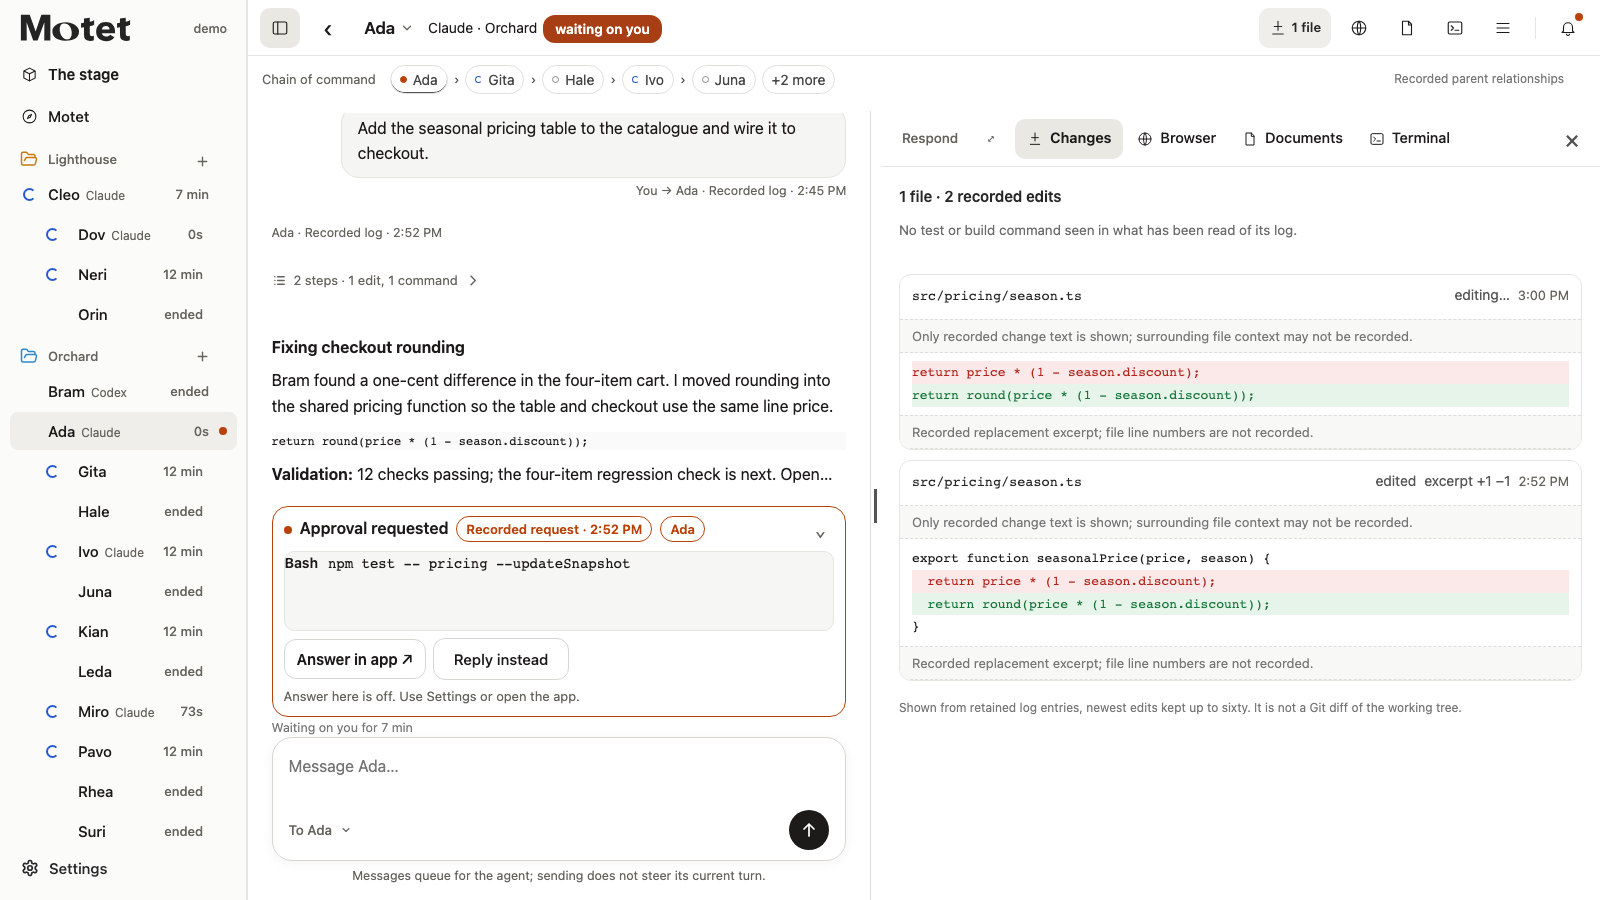 Motet
demo
The stage
Motet
Lighthouse
Cleo Claude 7 min
Dov Claude 0s
Neri 12 min
Orin ended
Orchard
Bram Codex ended
Ada Claude 0s
Gita 12 min
Hale ended
Ivo Claude 12 min
Juna ended
Kian 12 min
Leda ended
Miro Claude 73s
Pavo 12 min
Rhea ended
Suri ended
Settings
Ada Claude · Orchard waiting on you
1 file
Chain of command Ada › Gita › Hale › Ivo › Juna +2 more
Recorded parent relationships
Add the seasonal pricing table to the catalogue and wire it to
checkout.
You → Ada · Recorded log · 2:45 PM
Ada · Recorded log · 2:52 PM
2 steps · 1 edit, 1 command
Fixing checkout rounding
Bram found a one-cent difference in the four-item cart. I moved rounding into
the shared pricing function so the table and checkout use the same line price.
return round(price * (1 - season.discount));
Validation: 12 checks passing; the four-item regression check is next. Open...
Approval requested Recorded request · 2:52 PM Ada
Bash npm test -- pricing --updateSnapshot
Answer in app ↗ Reply instead
Answer here is off. Use Settings or open the app.
Waiting on you for 7 min
Message Ada...
To Ada
Messages queue for the agent; sending does not steer its current turn.
Respond Changes Browser Documents Terminal
1 file · 2 recorded edits
No test or build command seen in what has been read of its log.
src/pricing/season.ts editing... 3:00 PM
Only recorded change text is shown; surrounding file context may not be recorded.
return price * (1 - season.discount);
return round(price * (1 - season.discount));
Recorded replacement excerpt; file line numbers are not recorded.
src/pricing/season.ts edited excerpt +1 −1 2:52 PM
Only recorded change text is shown; surrounding file context may not be recorded.
export function seasonalPrice(price, season) {
return price * (1 - season.discount);
return round(price * (1 - season.discount));
}
Recorded replacement excerpt; file line numbers are not recorded.
Shown from retained log entries, newest edits kept up to sixty. It is not a Git diff of the working tree.